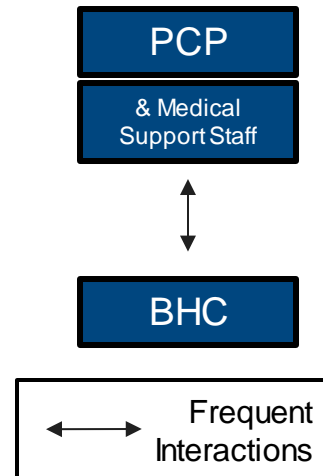 PCP
& Medical
Support Staff
BHC
Frequent
Interactions